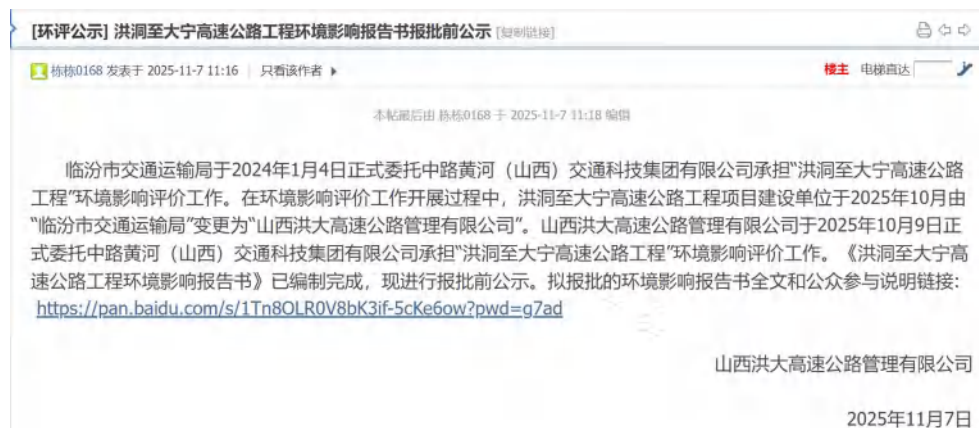 [环评公示] 洪洞至大宁高速公路工程环境影响报告书报批前公示 [复制链接]
栋栋0168 发表于 2025-11-7 11:16 | 只看该作者
楼主 电梯直达
本帖最后由 栋栋0168 于 2025-11-7 11:18 编辑
临汾市交通运输局于2024年1月4日正式委托中路黄河（山西）交通科技集团有限公司承担“洪洞至大宁高速公路
工程”环境影响评价工作。在环境影响评价工作开展过程中，洪洞至大宁高速公路工程项目建设单位于2025年10月由
“临汾市交通运输局”变更为“山西洪大高速公路管理有限公司”。山西洪大高速公路管理有限公司于2025年10月9日正
式委托中路黄河（山西）交通科技集团有限公司承担“洪洞至大宁高速公路工程”环境影响评价工作。《洪洞至大宁高
速公路工程环境影响报告书》已编制完成，现进行报批前公示。拟报批的环境影响报告书全文和公众参与说明链接：
https://pan.baidu.com/s/1Tn8OLR0V8bK3if-5cKe6ow?pwd=g7ad
山西洪大高速公路管理有限公司
2025年11月7日